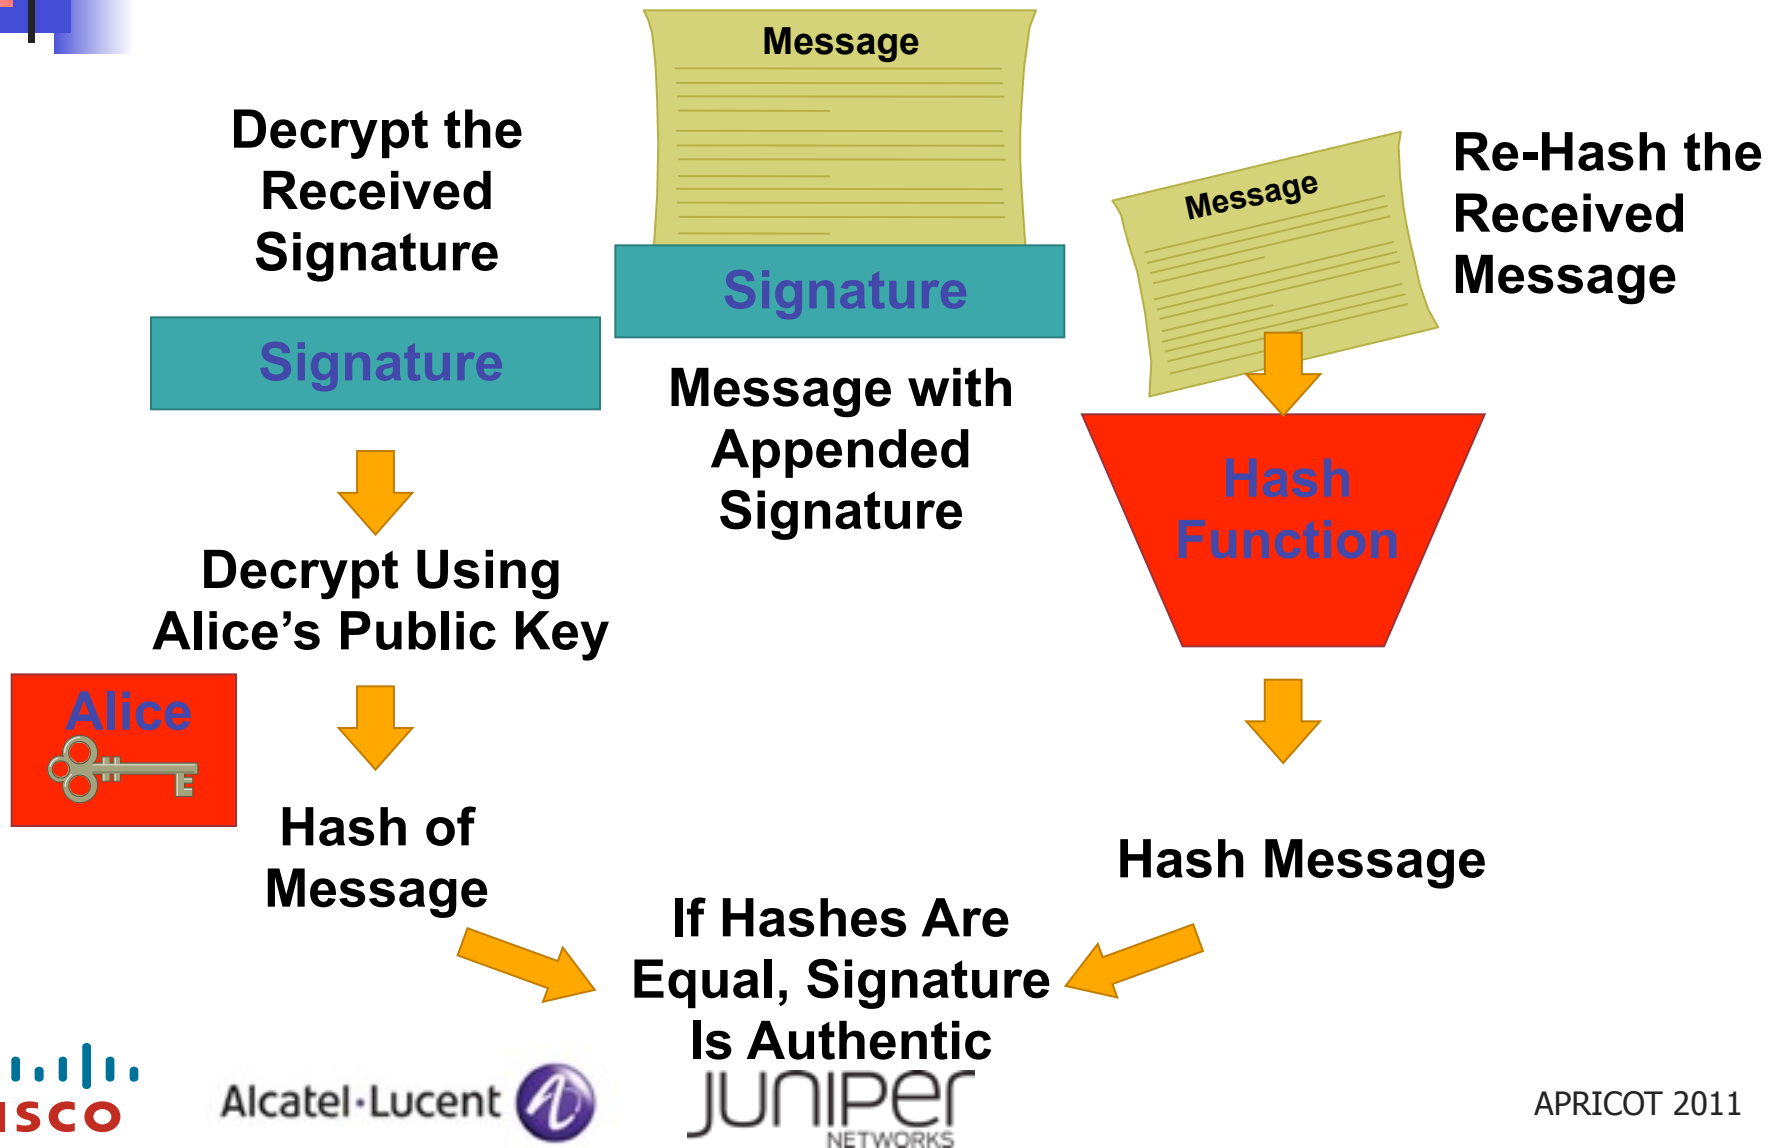 Message
Decrypt the
Received
Signature
Signature
Signature
Message with
Appended
Signature
Message
Re-Hash the
Received
Message
Hash
Function
Decrypt Using
Alice’s Public Key
Alice
Hash of
Message
Hash Message
If Hashes Are
Equal, Signature
Is Authentic
isco
Alcatel·Lucent
JUNIPEr
NETWORKS
APRICOT 2011